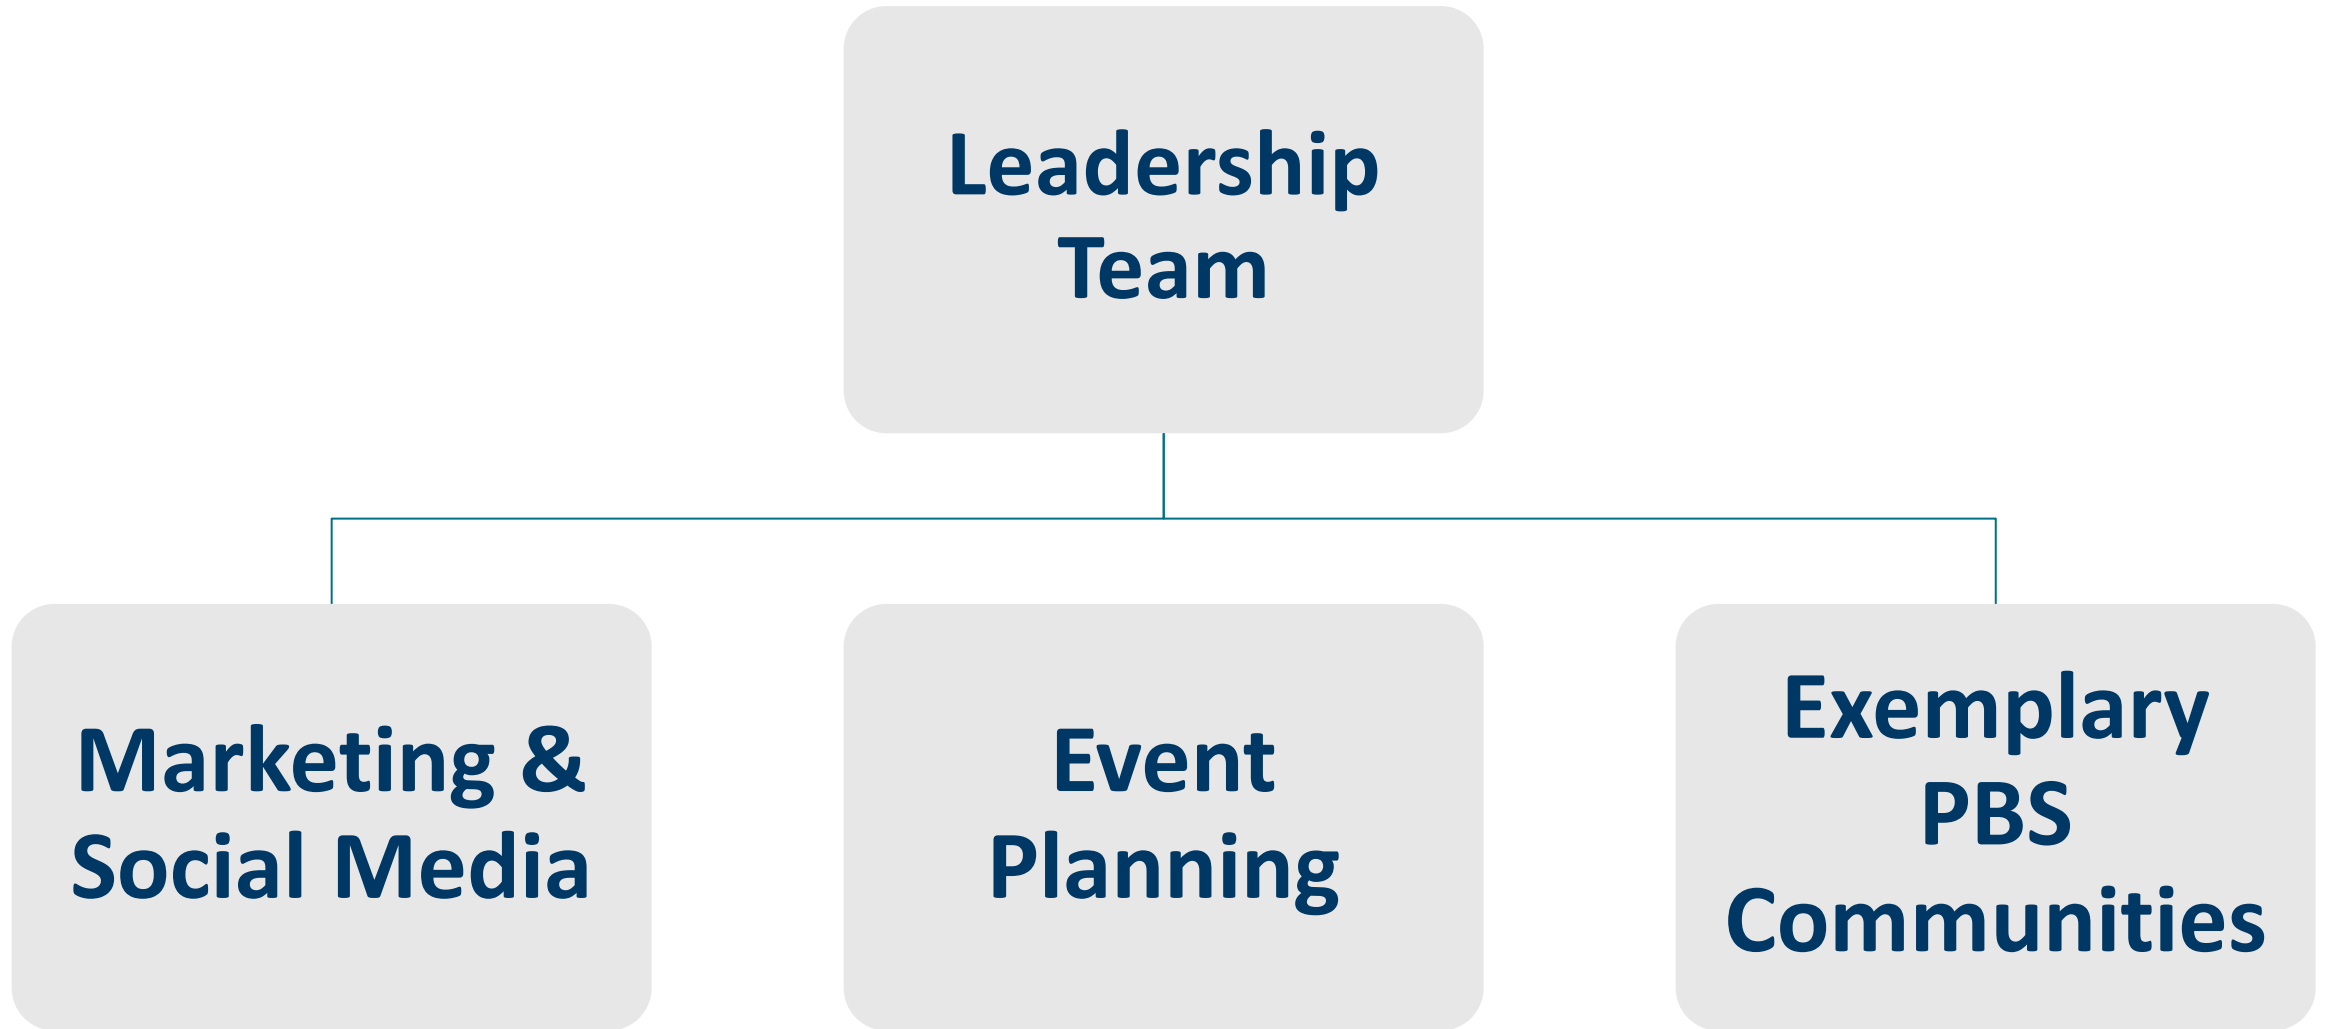 Leadership
Team
Marketing &
Social Media
Event
Planning
Exemplary
PBS
Communities